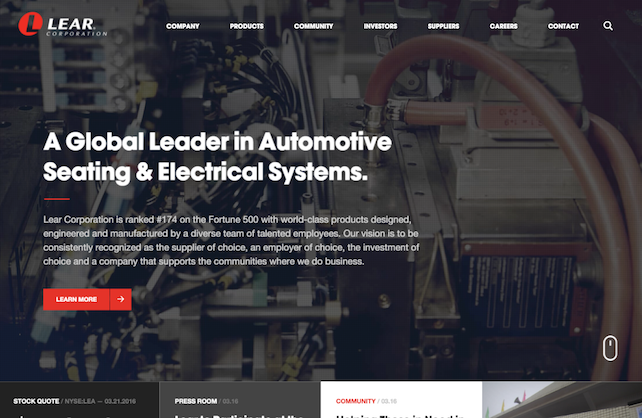 LEAR
CORPORATION
COMPANY
PRODUCTS
COMMUNITY
INVESTORS
SUPPLIERS
CAREERS
CONTACT
A Global Leader in Automotive
Seating & Electrical Systems.
Lear Corporation is ranked #174 on the Fortune 500 with world-class products designed,
engineered and manufactured by a diverse team of talented employees. Our vision is to be
consistently recognized as the supplier of choice, an employer of choice, the investment of
choice and a company that supports the communities where we do business.
LEARN MORE
STOCK QUOTE / NYSE:LEA — 03.21.2016
PRESS ROOM / 03.16
COMMUNITY / 03.16